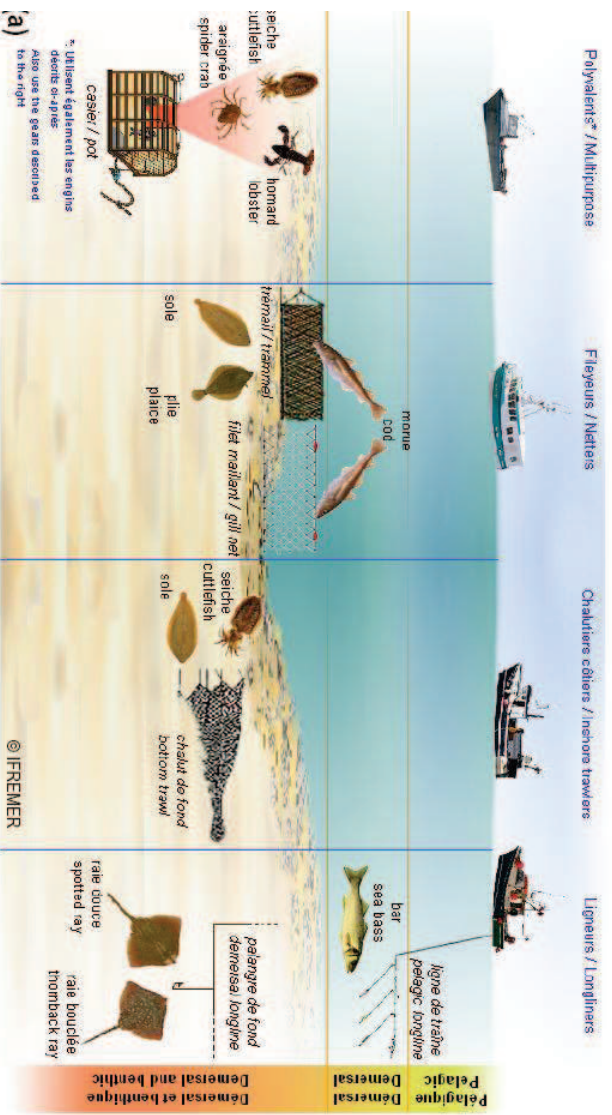 Polyvalents* / Multipurpose
Fileyeurs / Netters
Chalutiers côtiers / Inshore trawlers
Ligneurs / Longliners
seiche
cuttlefish
araignée
spider crab
homard
lobster
casier / pot
*: Utilisent également les engins
décrits ci-après
Also use the gears described
to the right
(a)
morue
cod
trémail / trammel
filet maillant / gill net
sole
plie
plaice
seiche
cuttlefish
sole
chalut de fond
bottom trawl
© IFREMER
bar
sea bass
ligne de traîne
pelagic longline
palangre de fond
demersal longline
raie douce
spotted ray
raie bouclée
thornback ray
Pélagique
Pelagic
Démersal
Demersal
Démersal et benthique
Demersal and benthic